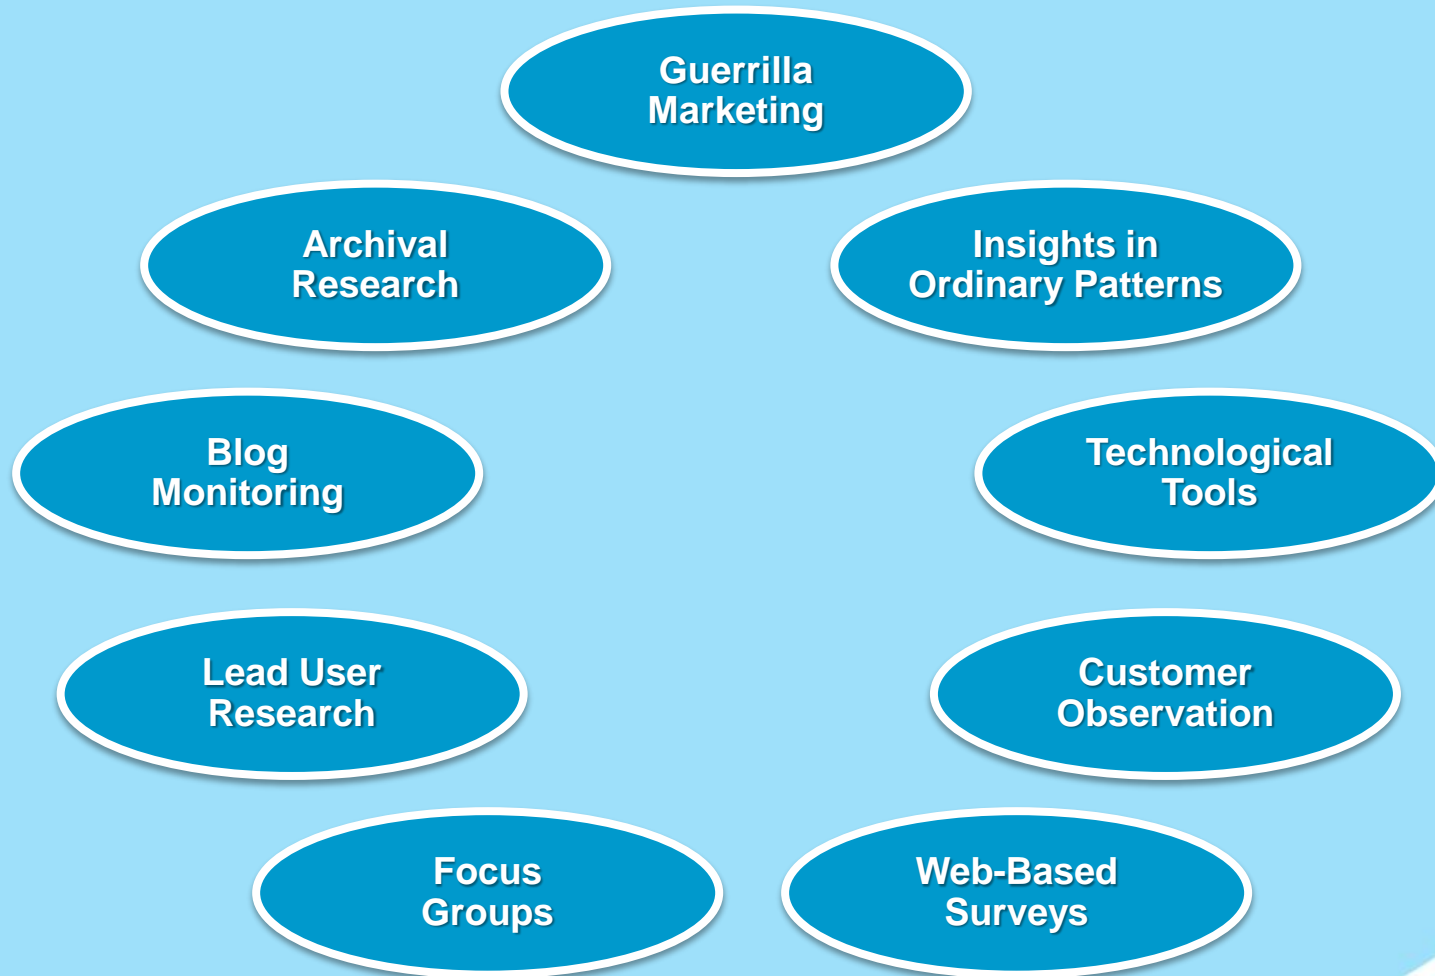 Guerrilla
Marketing
Archival
Research
Insights in
Ordinary Patterns
Blog
Monitoring
Technological
Tools
Lead User
Research
Customer
Observation
Focus
Groups
Web-Based
Surveys